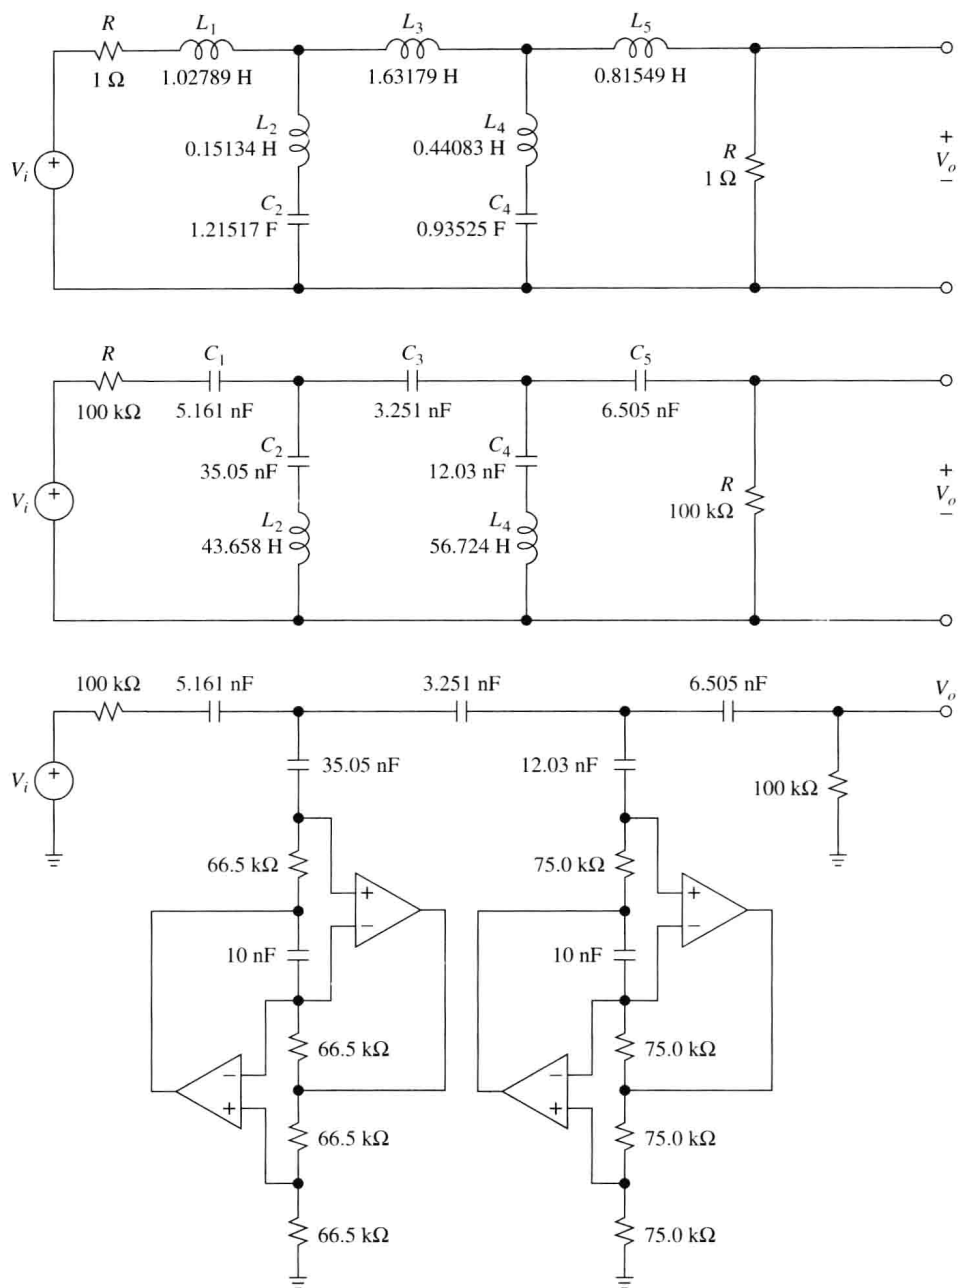 R
L1
L3
L5
1 Ω
1.02789 H
1.63179 H
0.81549 H
L2
0.15134 H
L4
0.44083 H
Vi
+
R
1 Ω
+
Vo
−
C2
1.21517 F
C4
0.93525 F
R
C1
C3
C5
100 kΩ
5.161 nF
3.251 nF
6.505 nF
C2
35.05 nF
C4
12.03 nF
Vi
+
R
100 kΩ
+
Vo
−
L2
43.658 H
L4
56.724 H
100 kΩ
5.161 nF
3.251 nF
6.505 nF
Vo
Vi
+
35.05 nF
12.03 nF
100 kΩ
66.5 kΩ
75.0 kΩ
+
−
+
−
10 nF
10 nF
66.5 kΩ
75.0 kΩ
−
+
−
+
66.5 kΩ
75.0 kΩ
66.5 kΩ
75.0 kΩ